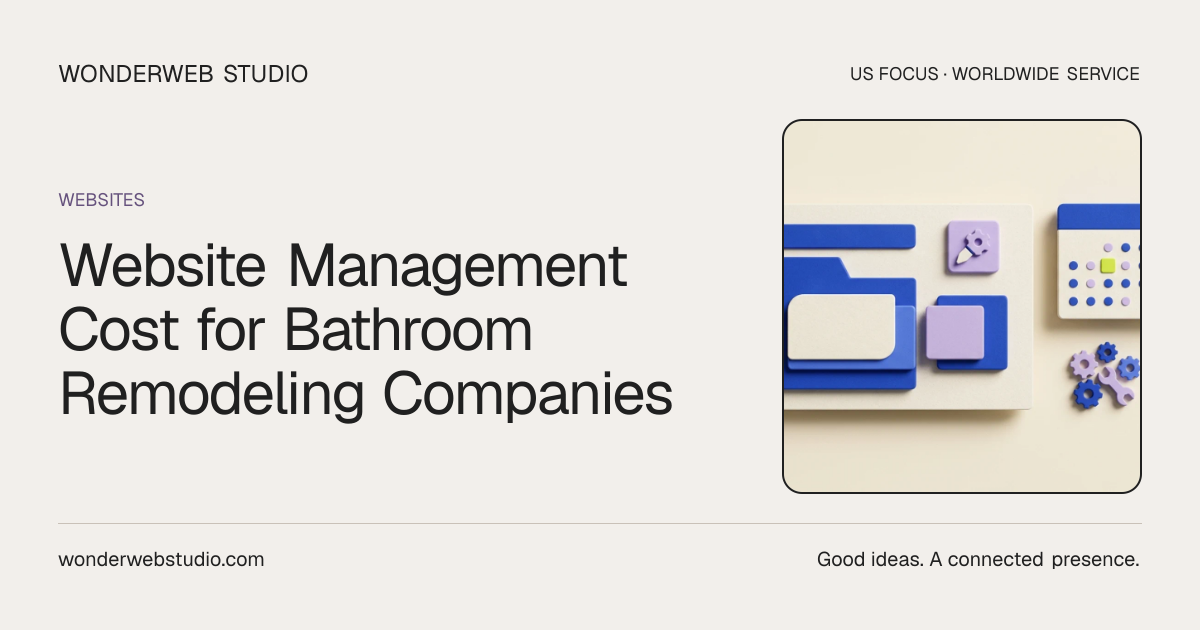 WONDERWEB STUDIO
US FOCUS · WORLDWIDE SERVICE
WEBSITES
Website Management
Cost for Bathroom
Remodeling Companies
wonderwebstudio.com
Good ideas. A connected presence.